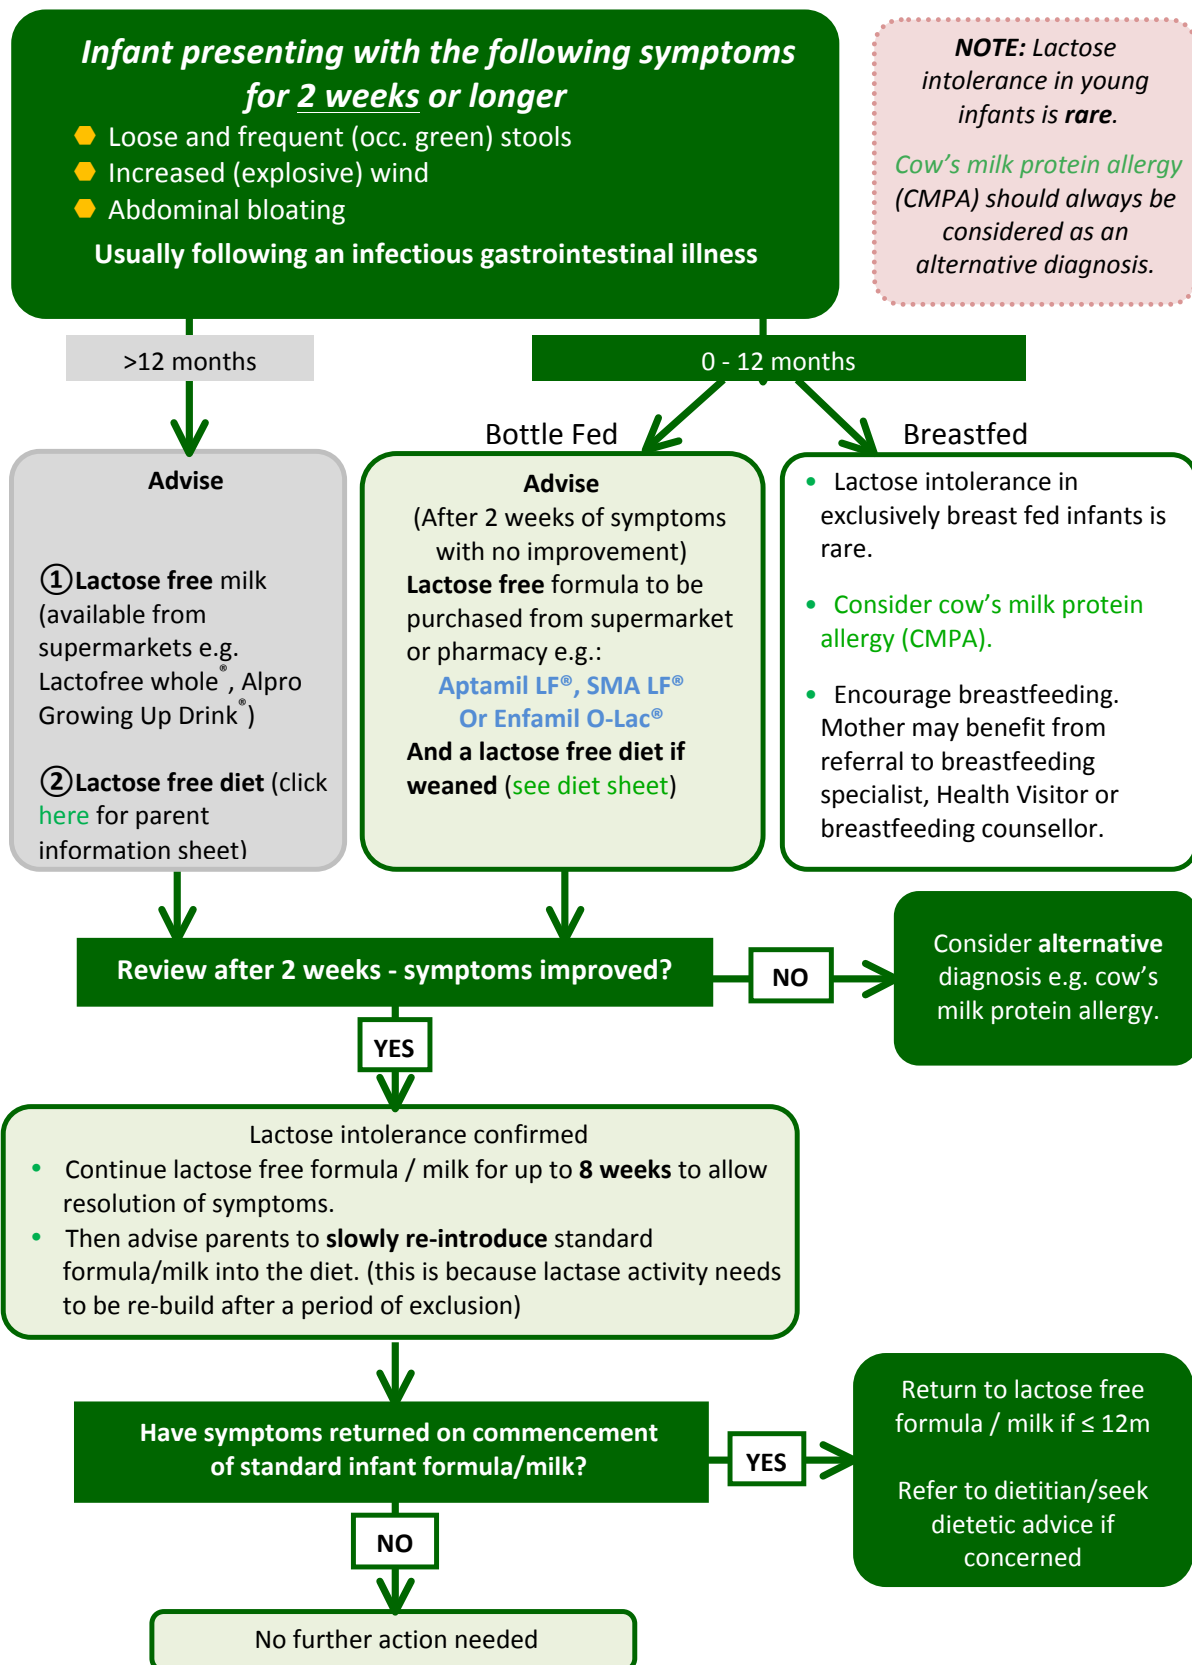 Infant presenting with the following symptoms
for 2 weeks or longer
Loose and frequent (occ. green) stools
Increased (explosive) wind
Abdominal bloating
Usually following an infectious gastrointestinal illness
NOTE: Lactose
intolerance in young
infants is rare.
Cow's milk protein allergy
(CMPA) should always be
considered as an
alternative diagnosis.
>12 months
0 - 12 months
Bottle Fed
Breastfed
Advise
①Lactose free milk
(available from
supermarkets e.g.
Lactofree whole®, Alpro
Growing Up Drink®)
②Lactose free diet (click
here for parent
information sheet)
Advise
(After 2 weeks of symptoms
with no improvement)
Lactose free formula to be
purchased from supermarket
or pharmacy e.g.:
Aptamil LF®, SMA LF®
Or Enfamil O-Lac®
And a lactose free diet if
weaned (see diet sheet)
• Lactose intolerance in
exclusively breast fed infants is
rare.
• Consider cow's milk protein
allergy (CMPA).
• Encourage breastfeeding.
Mother may benefit from
referral to breastfeeding
specialist, Health Visitor or
breastfeeding counsellor.
Review after 2 weeks - symptoms improved?
NO
Consider alternative
diagnosis e.g. cow's
milk protein allergy.
YES
Lactose intolerance confirmed
• Continue lactose free formula / milk for up to 8 weeks to allow
resolution of symptoms.
• Then advise parents to slowly re-introduce standard
formula/milk into the diet. (this is because lactase activity needs
to be re-build after a period of exclusion)
Have symptoms returned on commencement
of standard infant formula/milk?
YES
Return to lactose free
formula / milk if ≤ 12m
Refer to dietitian/seek
dietetic advice if
concerned
NO
No further action needed